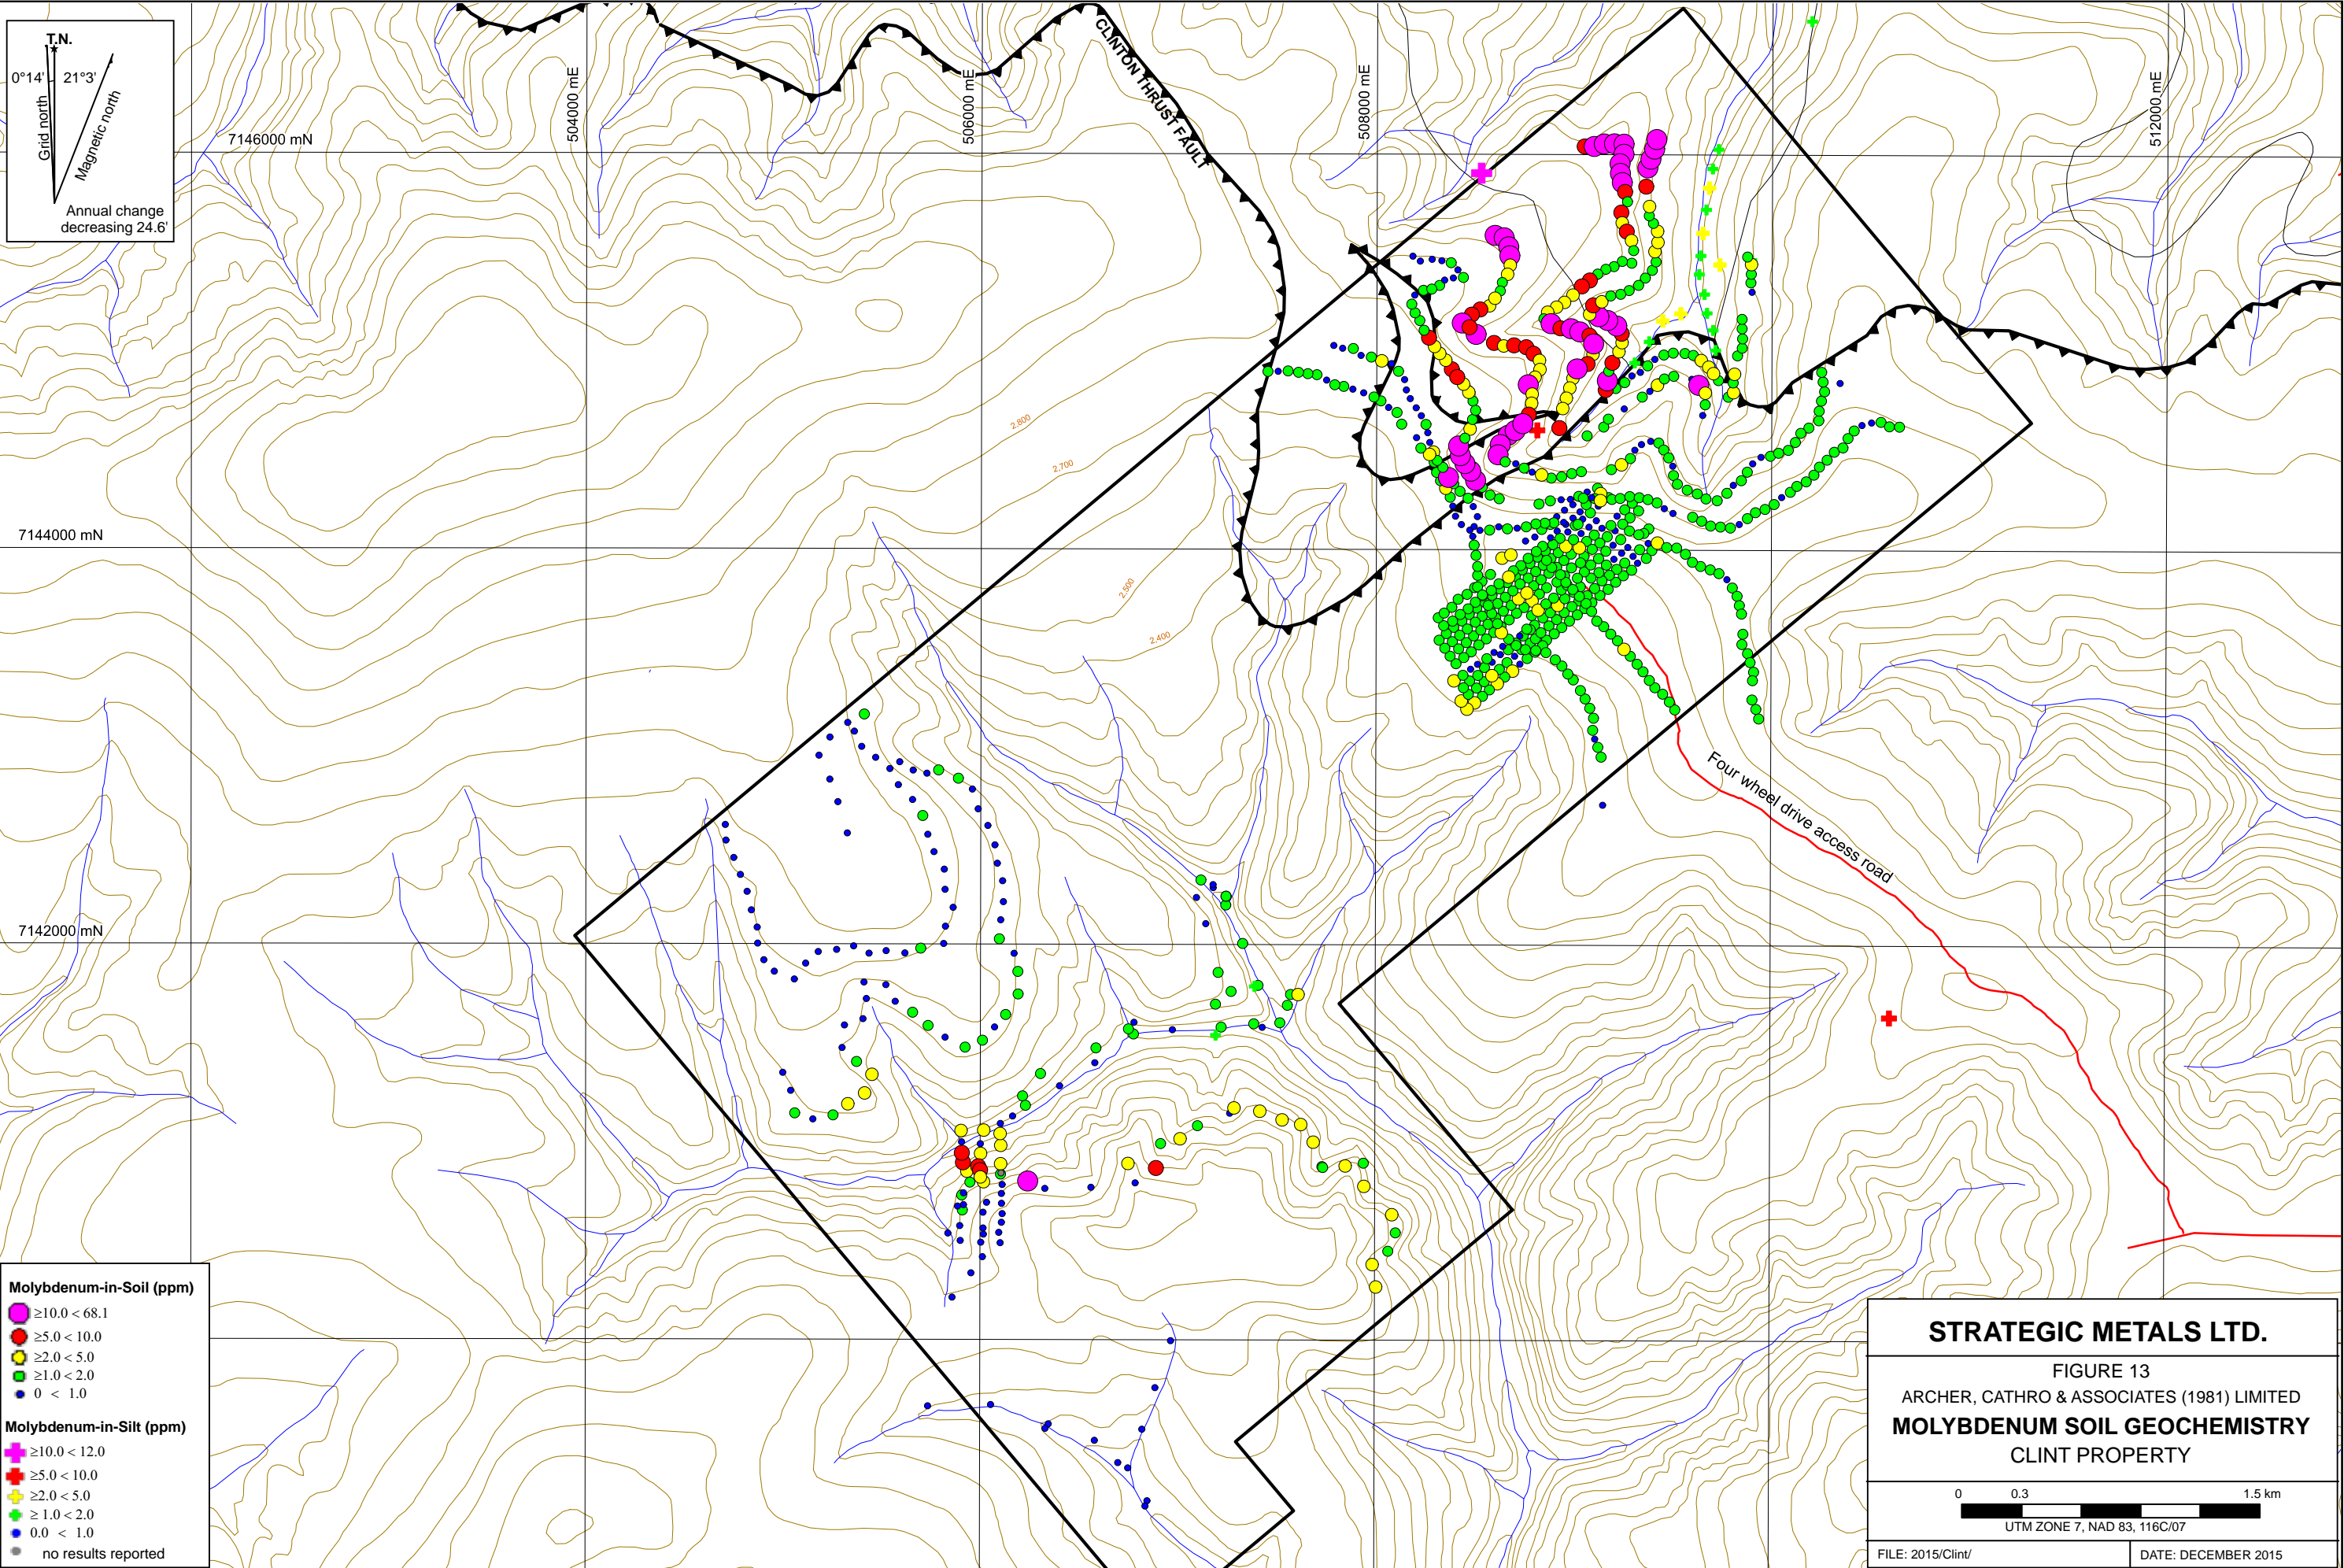 T.N.
0°14'
21°3'
Grid north
Magnetic north
Annual change
decreasing 24.6'
CLINTON THRUST FAULT
504000 mE
506000 mE
508000 mE
512000 mE
7146000 mN
7144000 mN
7142000 mN
2,800
2,700
2,500
2,400
Four wheel drive access road
Molybdenum-in-Soil (ppm)
≥10.0 < 68.1
≥5.0 < 10.0
≥2.0 < 5.0
≥1.0 < 2.0
0 < 1.0
Molybdenum-in-Silt (ppm)
≥10.0 < 12.0
≥5.0 < 10.0
≥2.0 < 5.0
≥ 1.0 < 2.0
0.0 < 1.0
no results reported
STRATEGIC METALS LTD.
FIGURE 13
ARCHER, CATHRO & ASSOCIATES (1981) LIMITED
MOLYBDENUM SOIL GEOCHEMISTRY
CLINT PROPERTY
0 0.3 1.5 km
UTM ZONE 7, NAD 83, 116C/07
FILE: 2015/Clint/
DATE: DECEMBER 2015